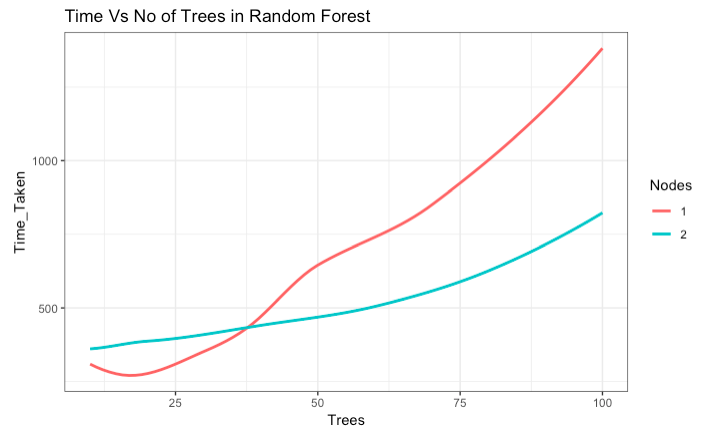 Time Vs No of Trees in Random Forest
Time_Taken
1000
500
25
50
75
100
Trees
Nodes
1
2